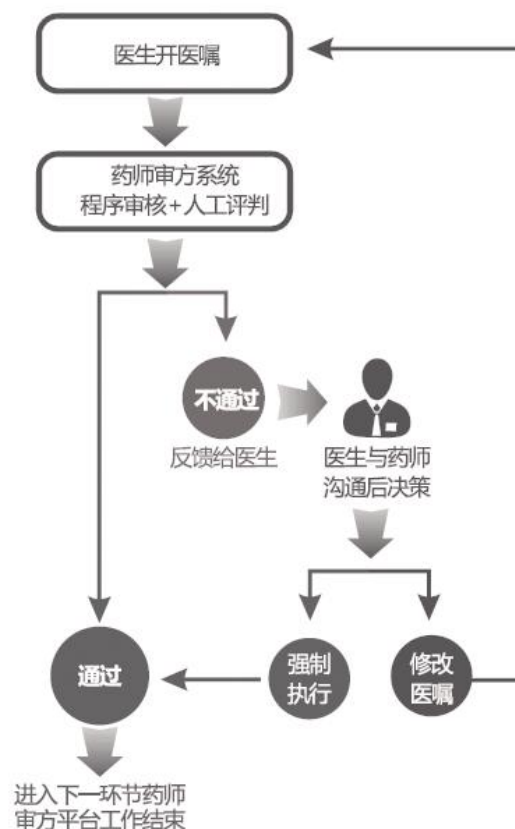 医生开医嘱
药师审方系统
程序审核+人工评判
不通过
反馈给医生
医生与药师
沟通后决策
强制
执行
修改
医嘱
通过
进入下一环节药师
审方平台工作结束